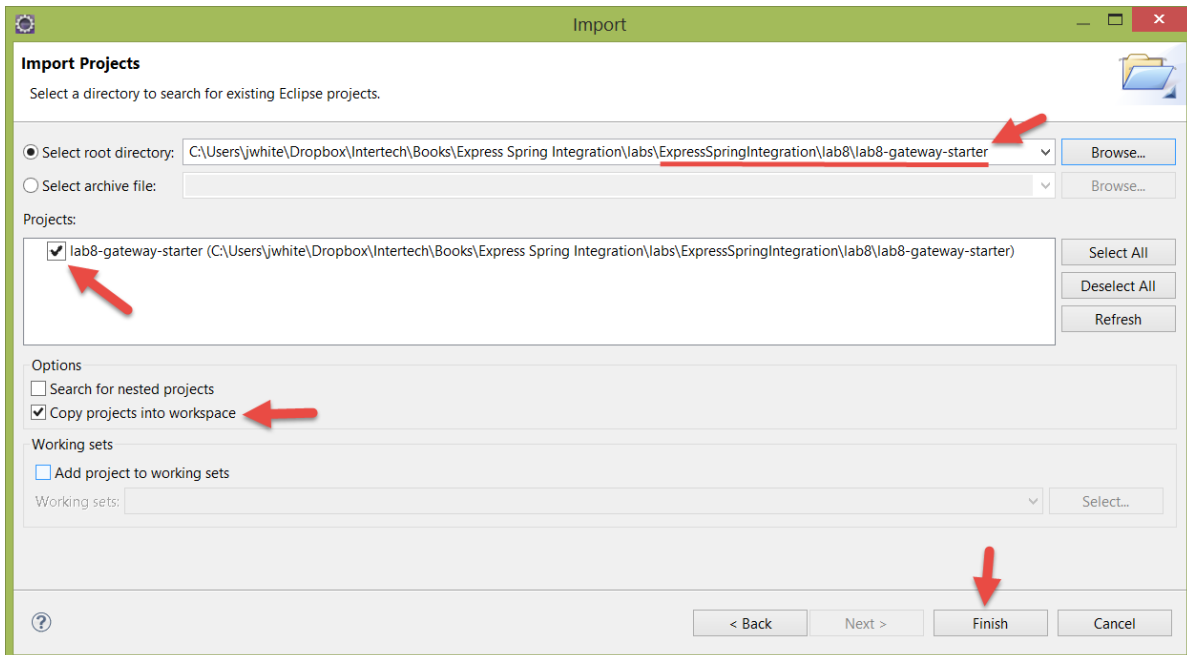 Import
Import Projects
Select a directory to search for existing Eclipse projects.
Select root directory: C:\Users\jwhite\Dropbox\Intertech\Books\Express Spring Integration\labs\ExpressSpringIntegration\lab8\lab8-gateway-starter Browse...
Select archive file: Browse...
Projects:
lab8-gateway-starter (C:\Users\jwhite\Dropbox\Intertech\Books\Express Spring Integration\labs\ExpressSpringIntegration\lab8\lab8-gateway-starter) Select All
Deselect All
Refresh
Options
Search for nested projects
Copy projects into workspace
Working sets
Add project to working sets
Working sets: Select...
? < Back Next > Finish Cancel